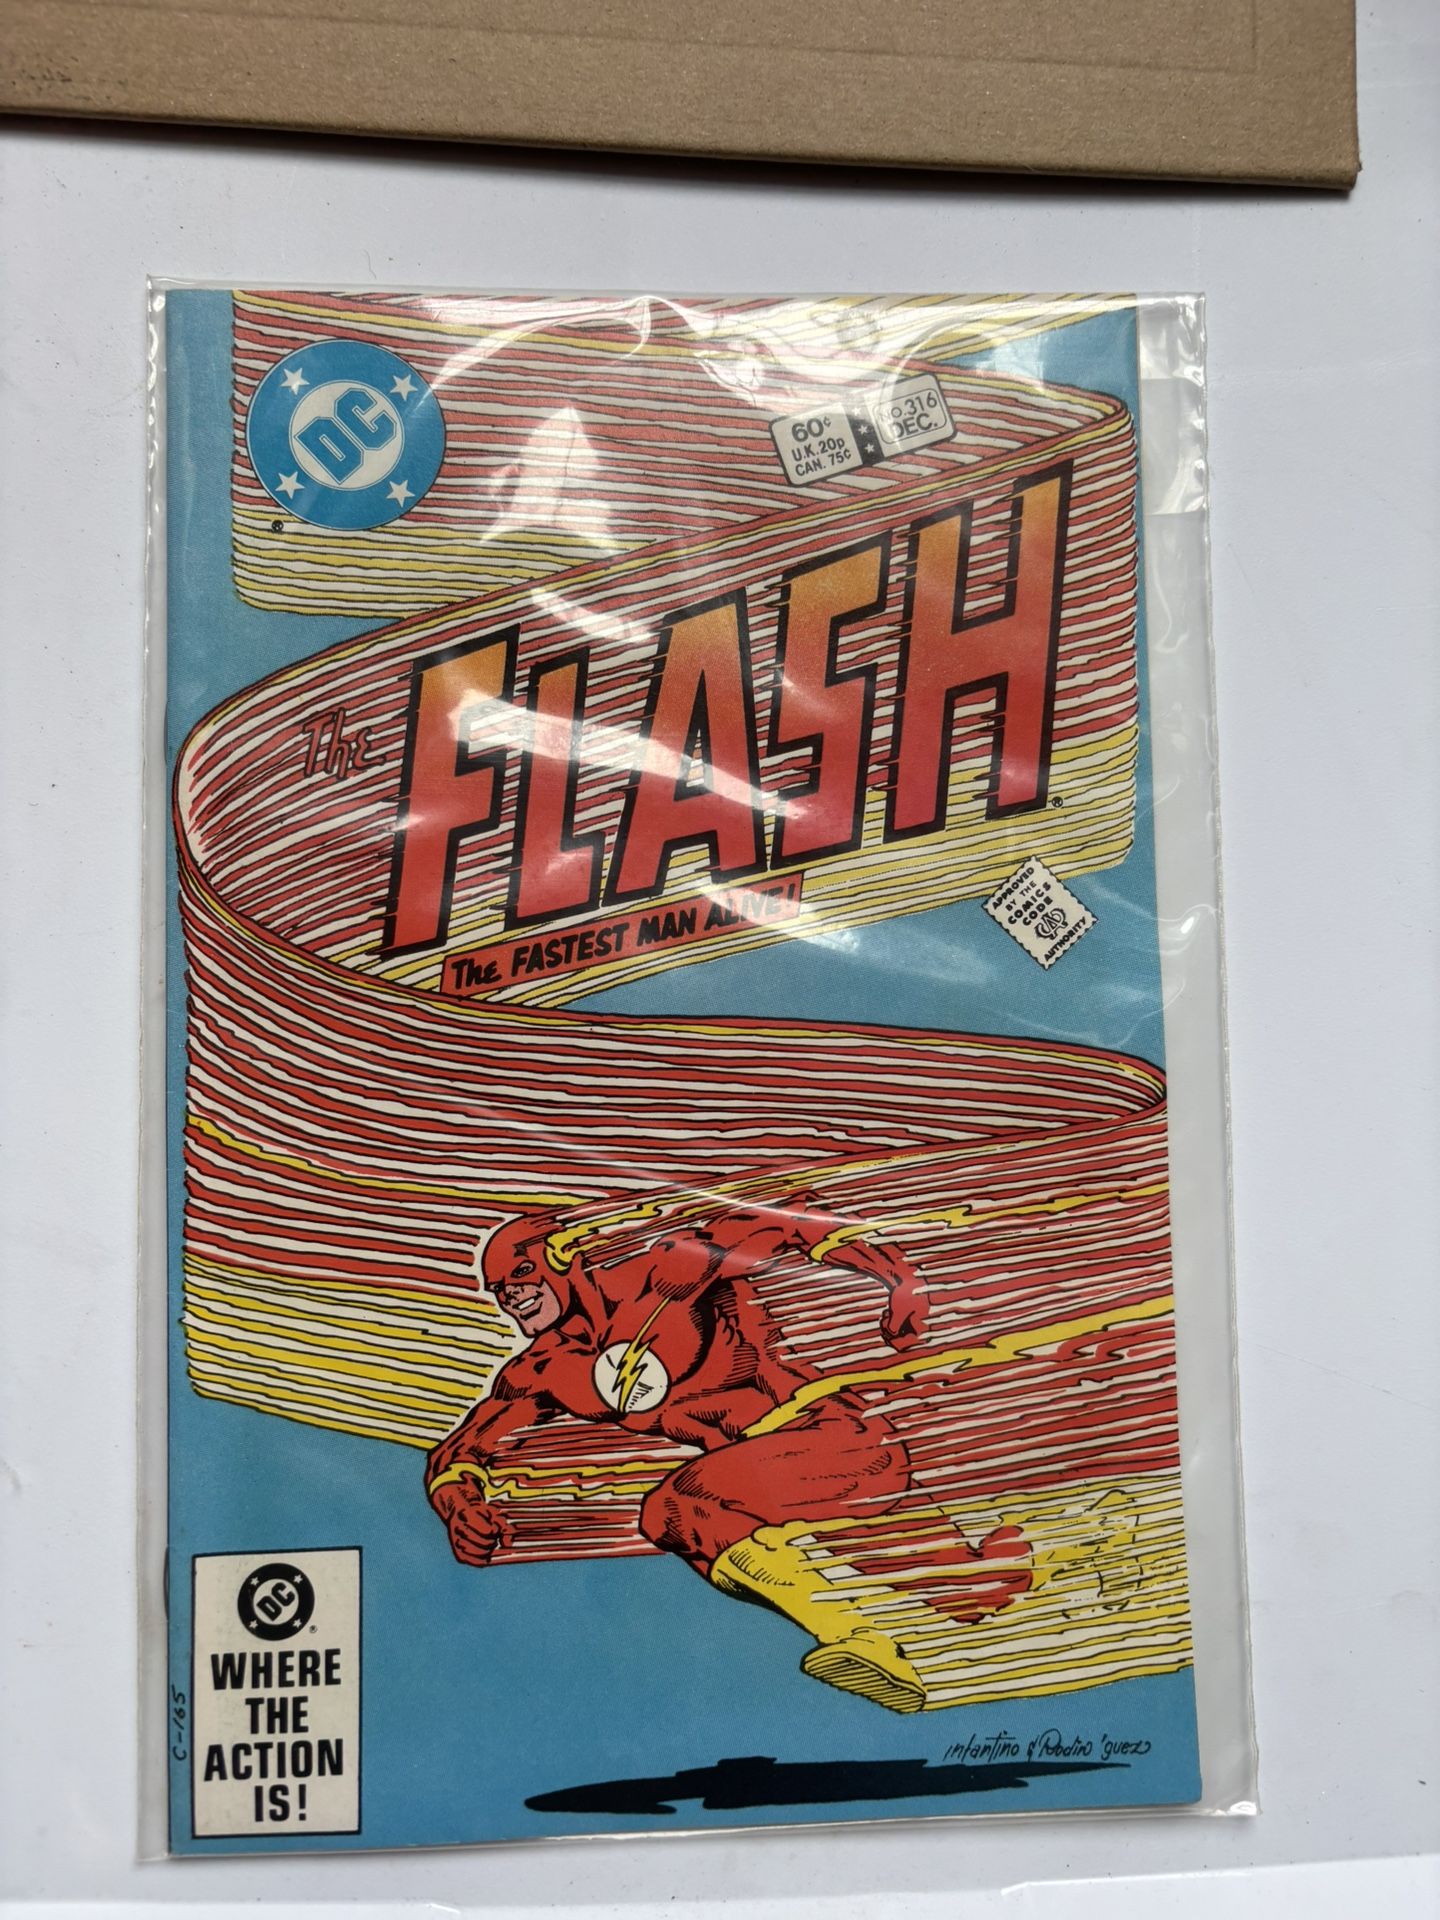 DC
®
60¢
U.K. 20p
CAN. 75¢
NO. 316
DEC.
The
FLASH
®
The FASTEST MAN ALIVE!
APPROVED
BY THE
COMICS
CODE
CA
AUTHORITY
DC
®
WHERE
THE
ACTION
IS!
C-165
infantino & Rodin 'guez